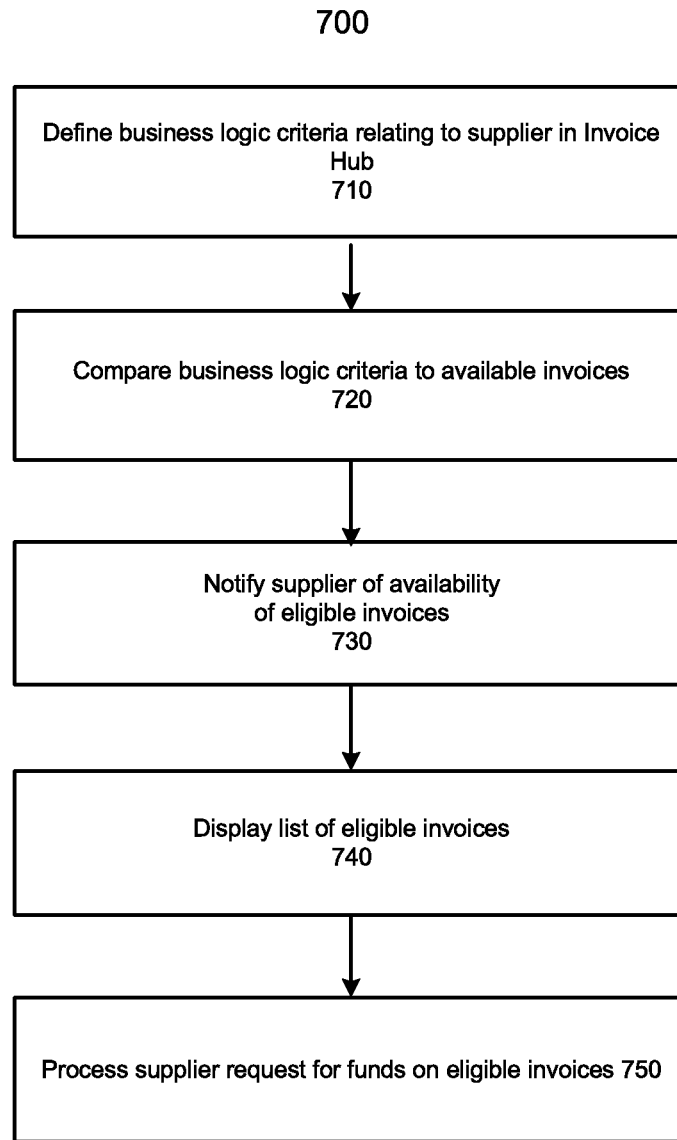 700
Define business logic criteria relating to supplier in Invoice
Hub
710
Compare business logic criteria to available invoices
720
Notify supplier of availability
of eligible invoices
730
Display list of eligible invoices
740
Process supplier request for funds on eligible invoices 750